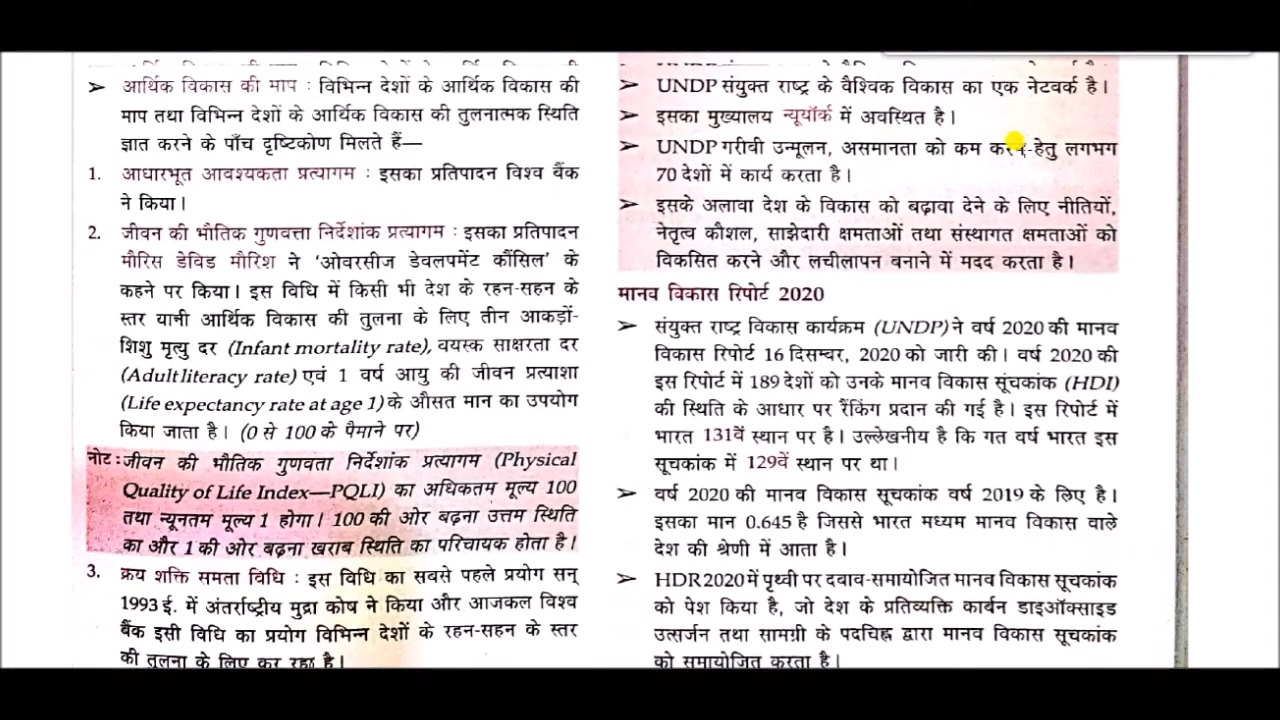 ➢ आर्थिक विकास की माप : विभिन्न देशों के आर्थिक विकास की
माप तथा विभिन्न देशों के आर्थिक विकास की तुलनात्मक स्थिति
ज्ञात करने के पाँच दृष्टिकोण मिलते हैं—
1. आधारभूत आवश्यकता प्रत्यागम : इसका प्रतिपादन विश्व बैंक
ने किया।
2. जीवन की भौतिक गुणवत्ता निर्देशांक प्रत्यागम : इसका प्रतिपादन
मौरिस डेविड मौरिश ने ‘ओवरसीज डेवलपमेंट कौंसिल’ के
कहने पर किया। इस विधि में किसी भी देश के रहन-सहन के
स्तर यानी आर्थिक विकास की तुलना के लिए तीन आकड़ों-
शिशु मृत्यु दर (Infant mortality rate), वयस्क साक्षरता दर
(Adult literacy rate) एवं 1 वर्ष आयु की जीवन प्रत्याशा
(Life expectancy rate at age 1) के औसत मान का उपयोग
किया जाता है। (0 से 100 के पैमाने पर)
नोट : जीवन की भौतिक गुणवता निर्देशांक प्रत्यागम (Physical
Quality of Life Index—PQLI) का अधिकतम मूल्य 100
तथा न्यूनतम मूल्य 1 होगा। 100 की ओर बढ़ना उत्तम स्थिति
का और 1 की ओर बढ़ना खराब स्थिति का परिचायक होता है।
3. क्रय शक्ति समता विधि : इस विधि का सबसे पहले प्रयोग सन्
1993 ई. में अंतर्राष्ट्रीय मुद्रा कोष ने किया और आजकल विश्व
बैंक इसी विधि का प्रयोग विभिन्न देशों के रहन-सहन के स्तर
की तुलना के लिए कर रहा है।
➢ UNDP संयुक्त राष्ट्र के वैश्विक विकास का एक नेटवर्क है।
➢ इसका मुख्यालय न्यूयॉर्क में अवस्थित है।
➢ UNDP गरीवी उन्मूलन, असमानता को कम करने हेतु लगभग
70 देशों में कार्य करता है।
➢ इसके अलावा देश के विकास को बढ़ावा देने के लिए नीतियों,
नेतृत्व कौशल, साझेदारी क्षमताओं तथा संस्थागत क्षमताओं को
विकसित करने और लचीलापन बनाने में मदद करता है।
मानव विकास रिपोर्ट 2020
➢ संयुक्त राष्ट्र विकास कार्यक्रम (UNDP) ने वर्ष 2020 की मानव
विकास रिपोर्ट 16 दिसम्बर, 2020 को जारी की। वर्ष 2020 की
इस रिपोर्ट में 189 देशों को उनके मानव विकास सूंचकांक (HDI)
की स्थिति के आधार पर रैंकिंग प्रदान की गई है। इस रिपोर्ट में
भारत 131वें स्थान पर है। उल्लेखनीय है कि गत वर्ष भारत इस
सूचकांक में 129वें स्थान पर था।
➢ वर्ष 2020 की मानव विकास सूचकांक वर्ष 2019 के लिए है।
इसका मान 0.645 है जिससे भारत मध्यम मानव विकास वाले
देश की श्रेणी में आता है।
➢ HDR 2020 में पृथ्वी पर दबाव-समायोजित मानव विकास सूचकांक
को पेश किया है, जो देश के प्रतिव्यक्ति कार्बन डाइऑक्साइड
उत्सर्जन तथा सामग्री के पदचिह्न द्वारा मानव विकास सूचकांक
को समायोजित करता है।